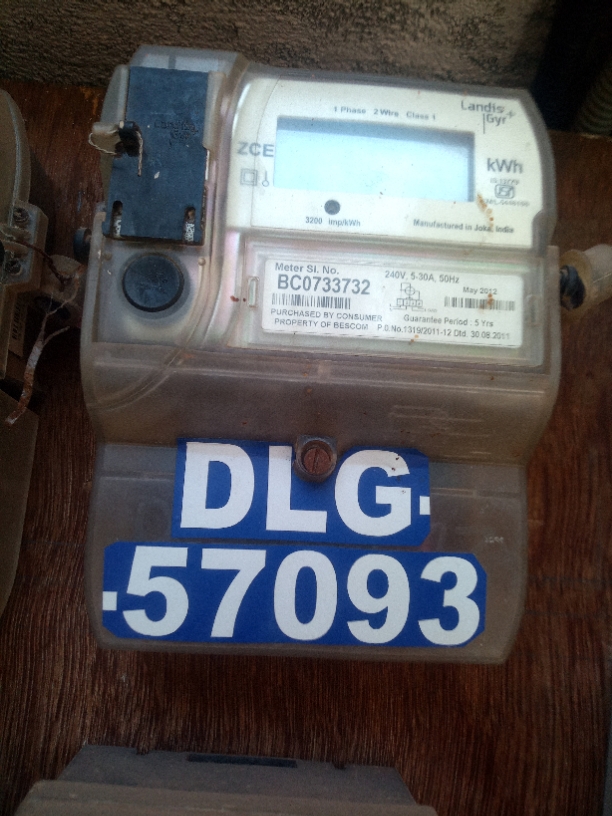 1 Phase 2 Wire Class 1
Landis+
Gyr
ZCE
kWh
3200 imp/kWh
Manufactured in Joka, India
Meter Sl. No.
BC0733732
240V, 5-30A, 50Hz
May 2012
PURCHASED BY CONSUMER
Guarantee Period : 5 Yrs
PROPERTY OF BESCOM
P.O.No.1319/2011-12 Dtd. 30.08.2011
DLG-
-57093